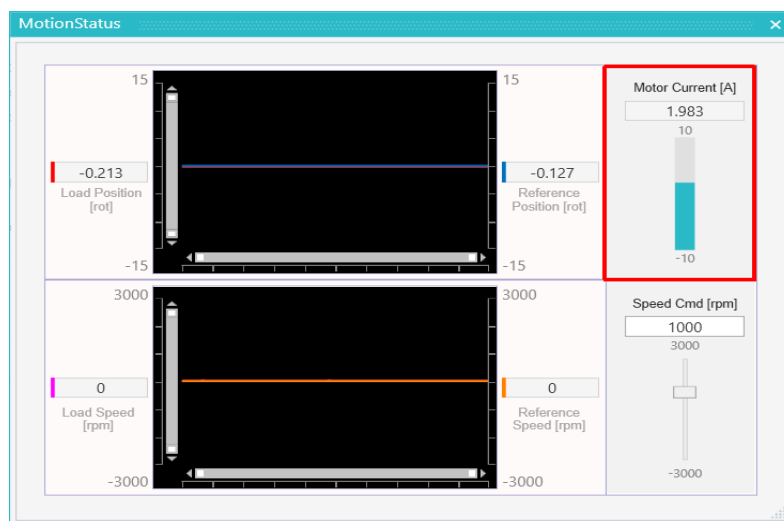 MotionStatus
15
15
-0.213
Load Position
[rot]
-0.127
Reference
Position [rot]
-15
-15
Motor Current [A]
1.983
10
-10
3000
3000
0
Load Speed
[rpm]
0
Reference
Speed [rpm]
-3000
-3000
Speed Cmd [rpm]
1000
3000
-3000